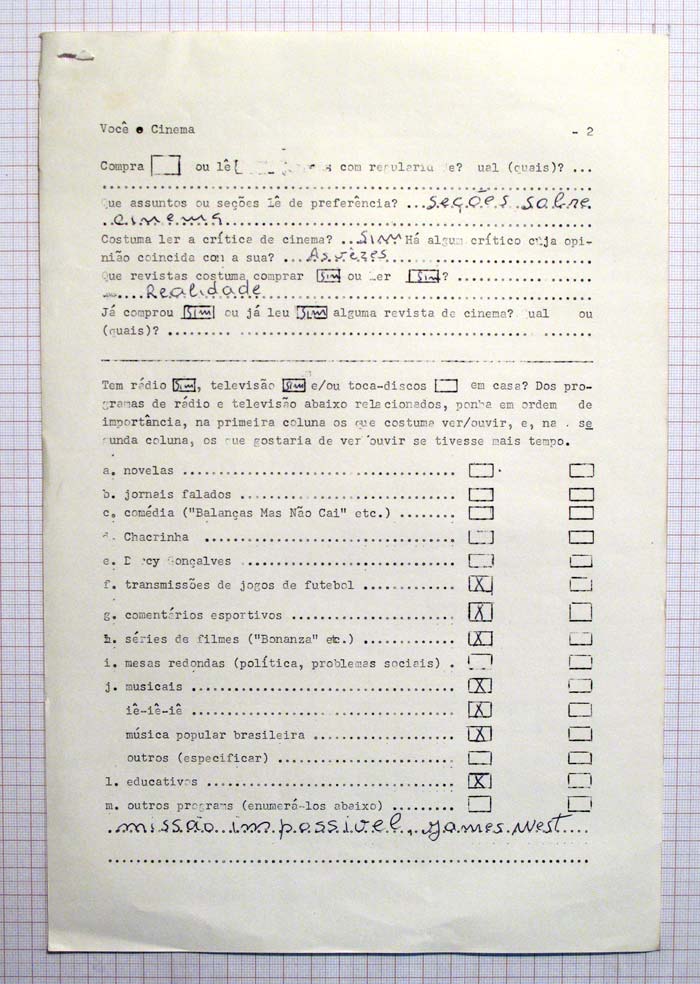 Você e Cinema - 2
Compra ou lê com regularidade? ual (quais)? ...
Que assuntos ou seções lê de preferência? ...seções sobre
..cinema..........
Costuma ler a crítica de cinema? ..Sim. Há algum crítico cuja opi-
nião coincida com a sua? ...As vêzes..........
Que revistas costuma comprar Sim ou ler Sim? ..........
.....Realidade..........
Já comprou Sim ou já leu Sim alguma revista de cinema? ual ou
(quais)? ..........
Tem rádio Sim, televisão Sim e/ou toca-discos em casa? Dos pro-
gramas de rádio e televisão abaixo relacionados, ponha em ordem de
importância, na primeira coluna os que costuma ver/ouvir, e, na se
gunda coluna, os que gostaria de ver ouvir se tivesse mais tempo.
a. novelas ..........
b. jornais falados ..........
c. comédia ("Balanças Mas Não Cai" etc.) ........
d. Chacrinha ..........
e. Dercy Gonçalves ..........
f. transmissões de jogos de futebol ............. X
g. comentários esportivos .......... X
h. séries de filmes ("Bonanza" etc.) ............. X
i. mesas redondas (política, problemas sociais) .
j. musicais .......... X
iê-iê-iê .......... X
música popular brasileira .......... X
outros (especificar) ..........
l. educativos .......... X
m. outros programs (enumerá-los abaixo) .........
.missão impossivel, games West....